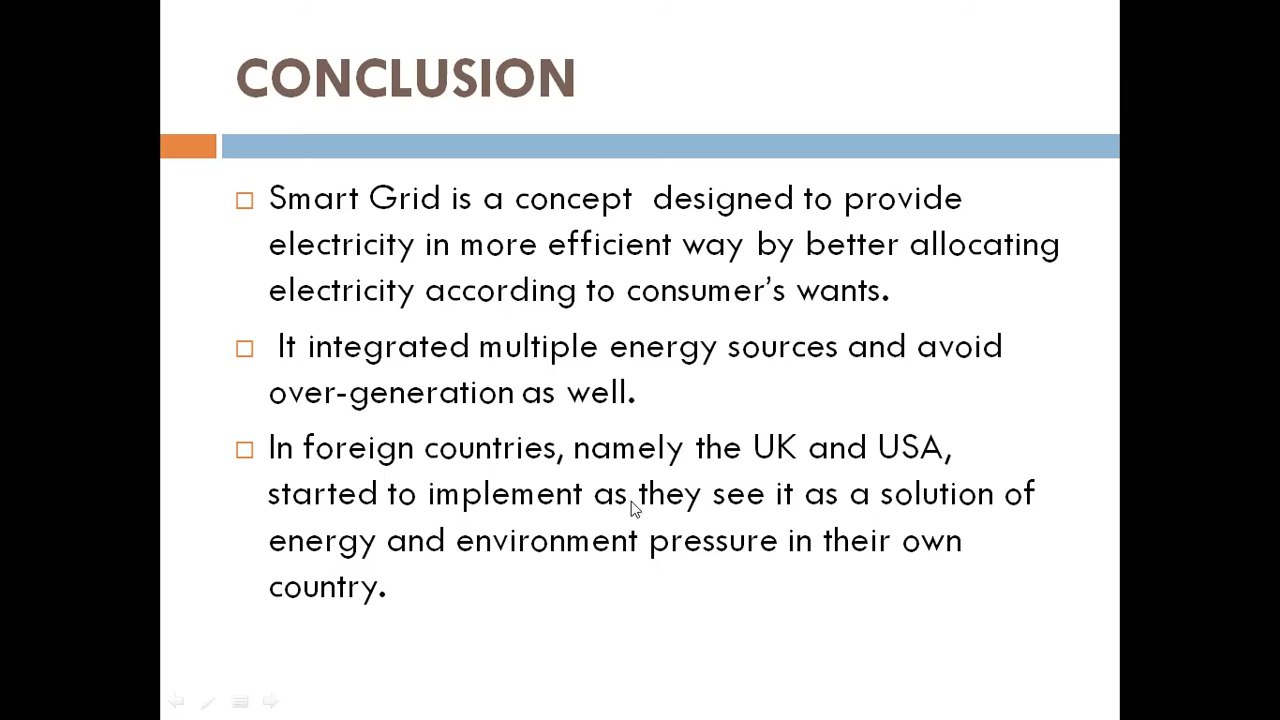 CONCLUSION
Smart Grid is a concept  designed to provide
electricity in more efficient way by better allocating
electricity according to consumer’s wants.
It integrated multiple energy sources and avoid
over-generation as well.
In foreign countries, namely the UK and USA,
started to implement as they see it as a solution of
energy and environment pressure in their own
country.